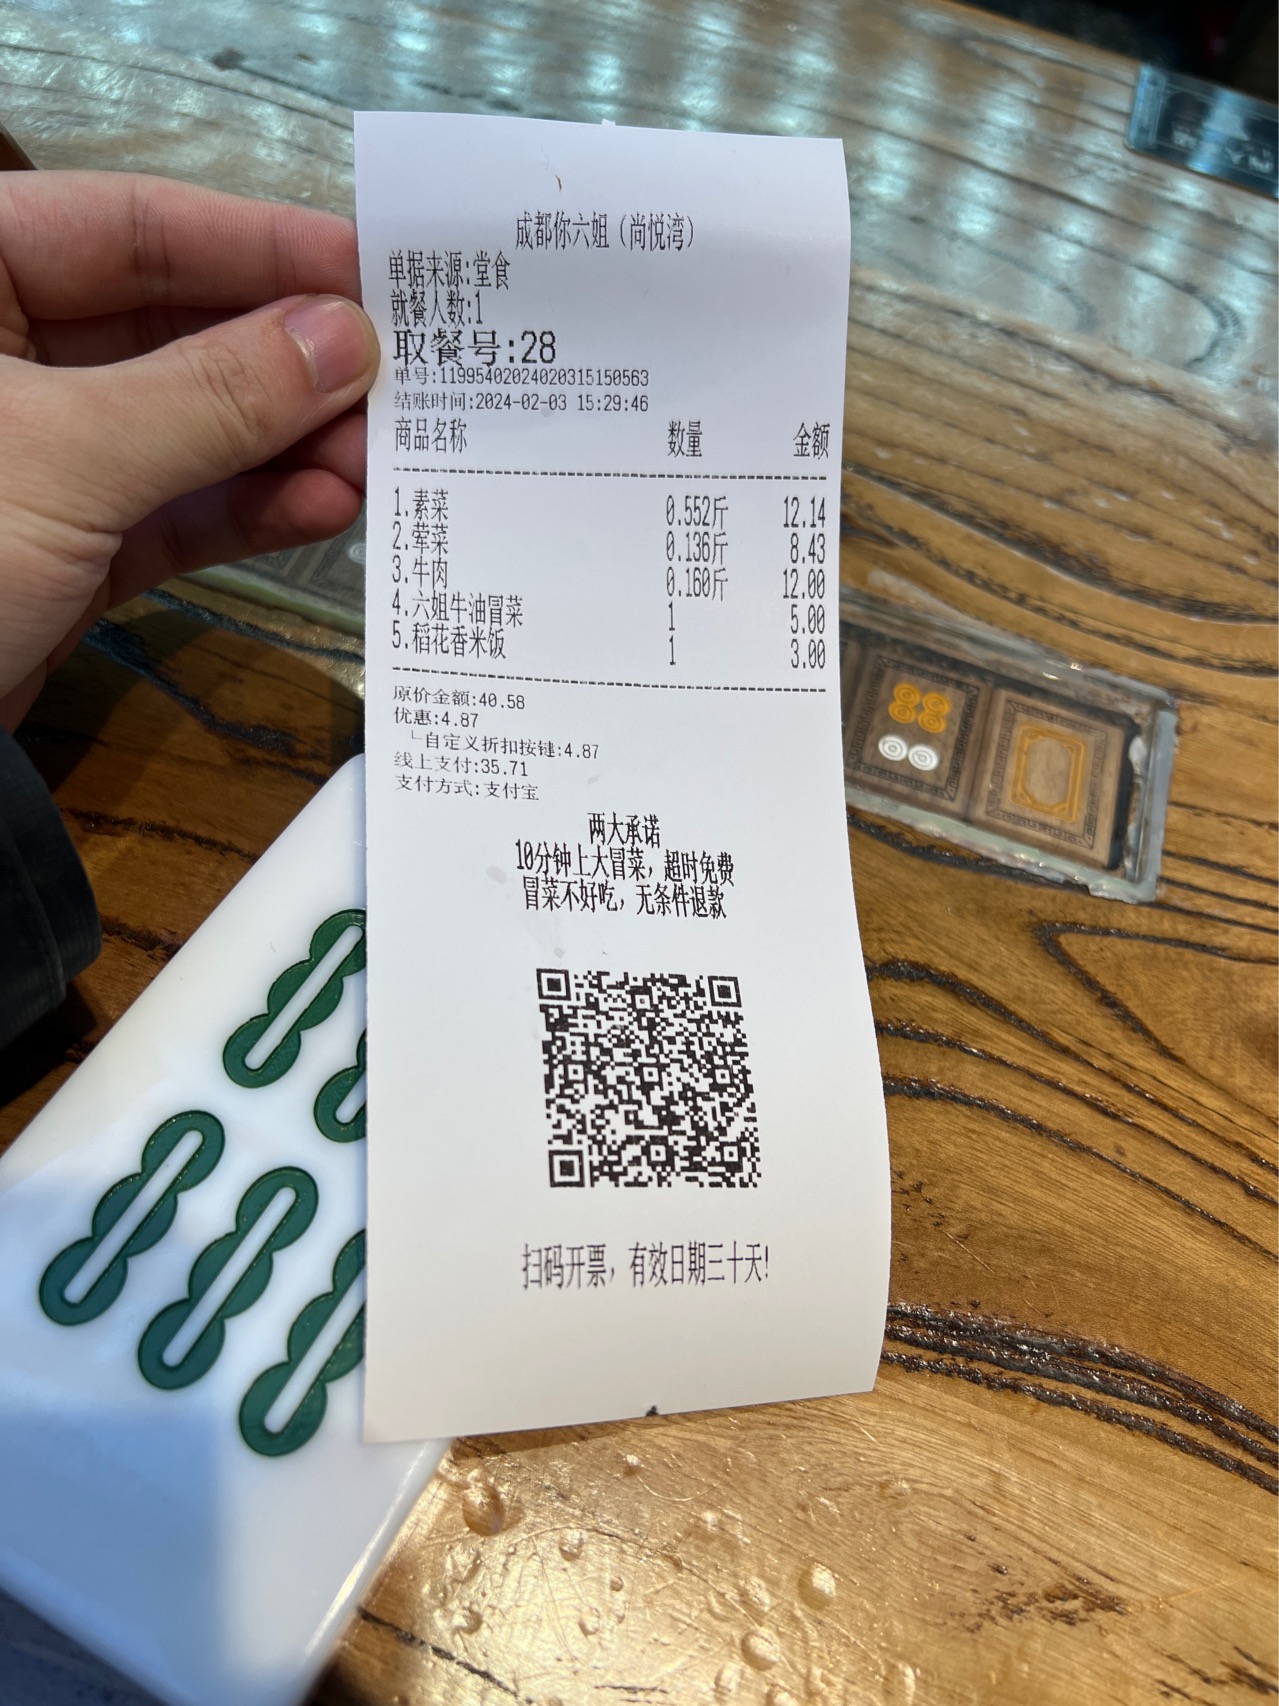 成都你六姐（尚悦湾）
单据来源:堂食
就餐人数:1
取餐号:28
单号:11995402024020315150563
结账时间:2024-02-03 15:29:46
商品名称 数量 金额
1.素菜 0.552斤 12.14
2.荤菜 0.136斤 8.43
3.牛肉 0.160斤 12.00
4.六姐牛油冒菜 1 5.00
5.稻花香米饭 1 3.00
原价金额:40.58
优惠:4.87
└自定义折扣按键:4.87
线上支付:35.71
支付方式:支付宝
两大承诺
10分钟上大冒菜，超时免费
冒菜不好吃，无条件退款
扫码开票，有效日期三十天!